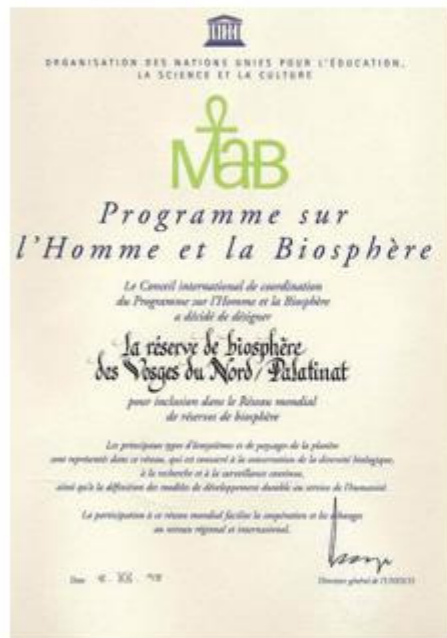 ORGANISATION DES NATIONS UNIES POUR L'ÉDUCATION,
LA SCIENCE ET LA CULTURE
MaB
Programme sur
l'Homme et la Biosphère
Le Conseil international de coordination
du Programme sur l'Homme et la Biosphère
a décidé de désigner
la réserve de biosphère
des Vosges du Nord / Palatinat
pour inclusion dans le Réseau mondial
de réserves de biosphère
Les principaux types d'écosystèmes et de paysages de la planète
sont représentés dans ce réseau, qui est consacré à la conservation de la diversité biologique,
à la recherche et à la surveillance continue,
ainsi qu'à la définition des modèles de développement durable au service de l'humanité.
La participation à ce réseau mondial facilite la coopération et les échanges
au niveau régional et international.
Date
Directeur général de l'UNESCO